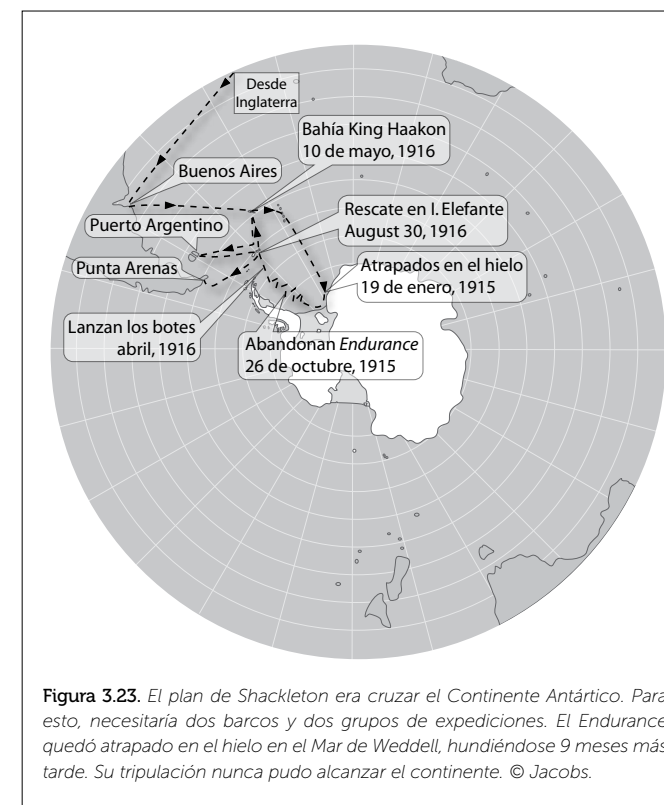 Desde
Inglaterra
Bahía King Haakon
10 de mayo, 1916
Buenos Aires
Rescate en I. Elefante
August 30, 1916
Puerto Argentino
Atrapados en el hielo
19 de enero, 1915
Punta Arenas
Lanzan los botes
abril, 1916
Abandonan Endurance
26 de octubre, 1915
Figura 3.23. El plan de Shackleton era cruzar el Continente Antártico. Para
esto, necesitaría dos barcos y dos grupos de expediciones. El Endurance
quedó atrapado en el hielo en el Mar de Weddell, hundiéndose 9 meses más
tarde. Su tripulación nunca pudo alcanzar el continente. © Jacobs.